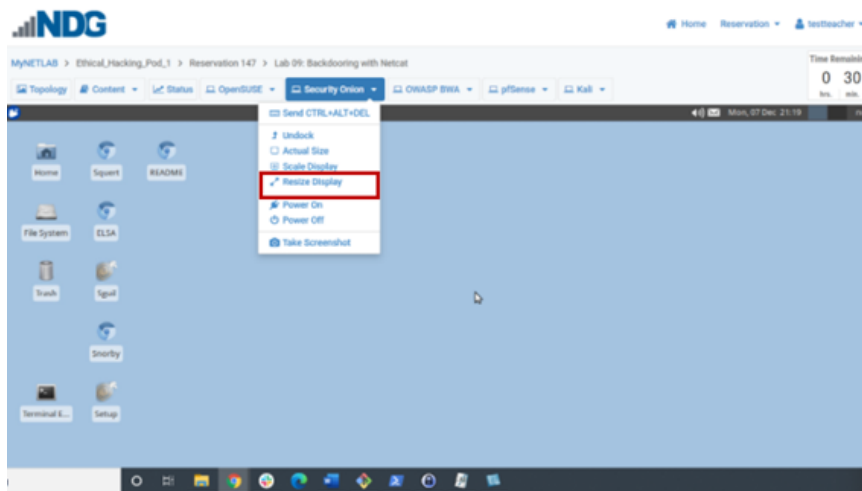 NDG
Home Reservation testteacher
MyNETLAB > Ethical_Hacking_Pod_1 > Reservation 147 > Lab 09: Backdooring with Netcat
Time Remaining
0 30
hrs. min.
Topology Content Status OpenSUSE Security Onion OWASP BWA pfSense Kali
Send CTRL+ALT+DEL
Mon, 07 Dec 21:19
Undock
Actual Size
Scale Display
Resize Display
Power On
Power Off
Take Screenshot
Home Squert README
File System ELSA
Trash Sguil
Snorby
Terminal E... Setup